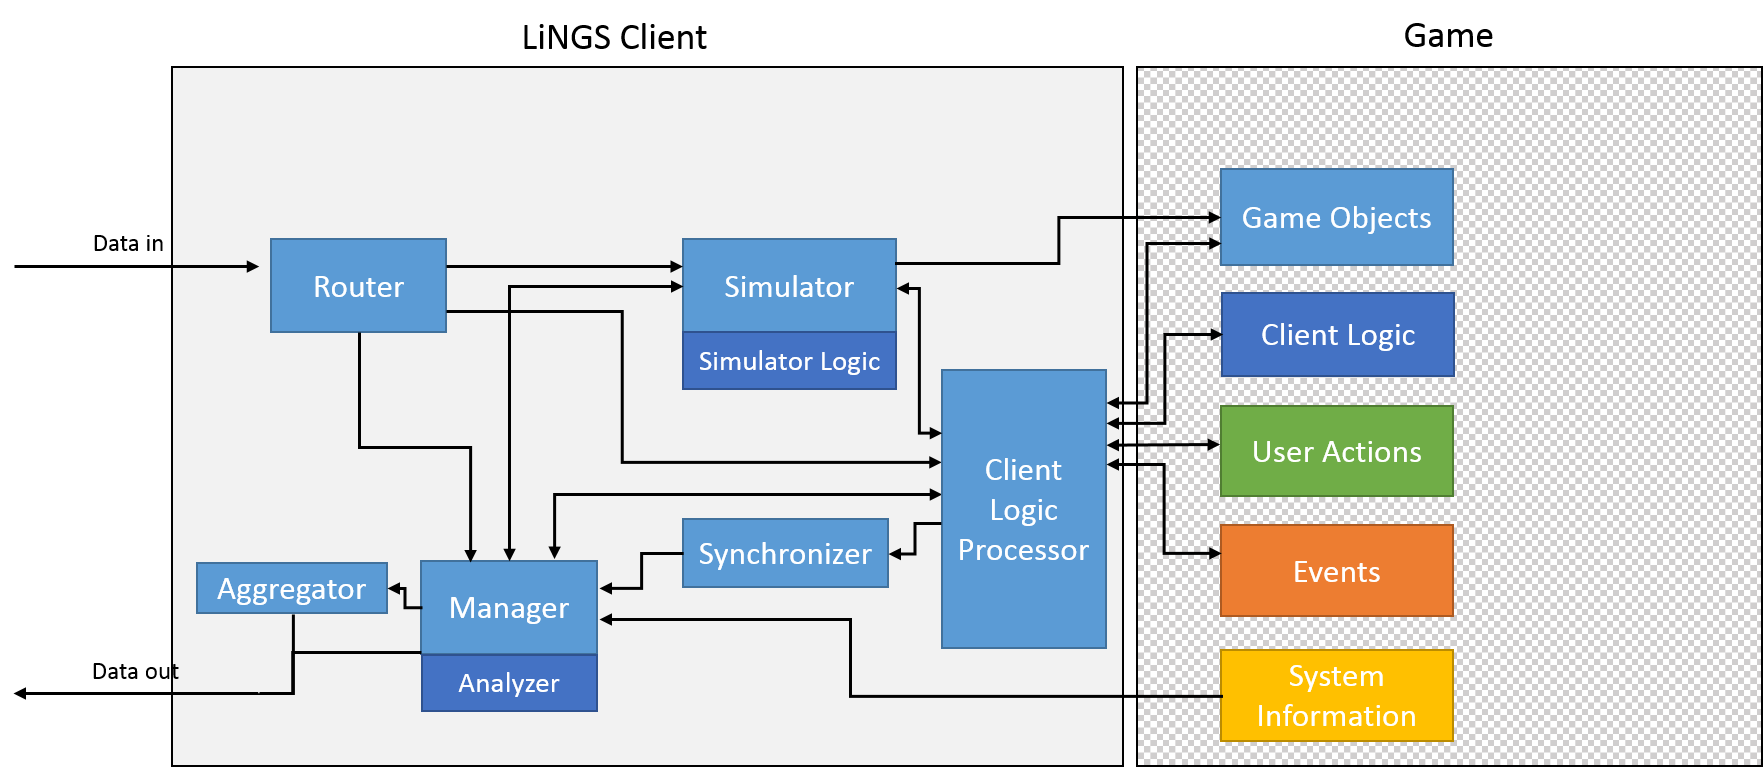 LiNGS Client
Game
Data in
Router
Simulator
Simulator Logic
Game Objects
Client Logic
User Actions
Client
Logic
Processor
Synchronizer
Events
Aggregator
Manager
Analyzer
Data out
System
Information